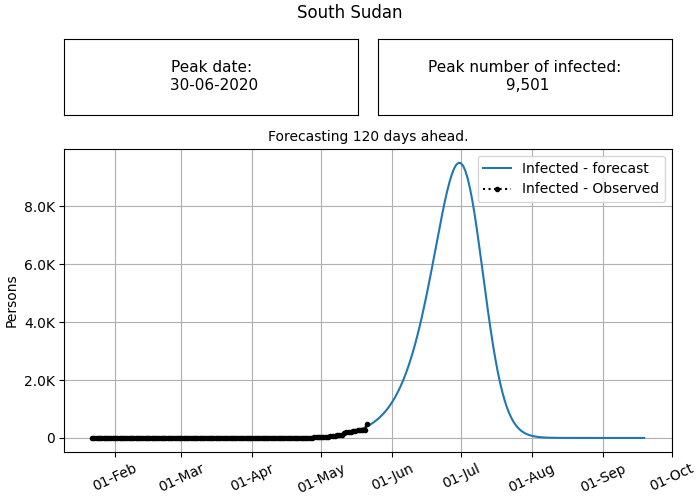 South Sudan
Peak date:
30-06-2020
Peak number of infected:
9,501
Forecasting 120 days ahead.
Infected - forecast
Infected - Observed
Persons
8.0K
6.0K
4.0K
2.0K
0
01-Feb
01-Mar
01-Apr
01-May
01-Jun
01-Jul
01-Aug
01-Sep
01-Oct